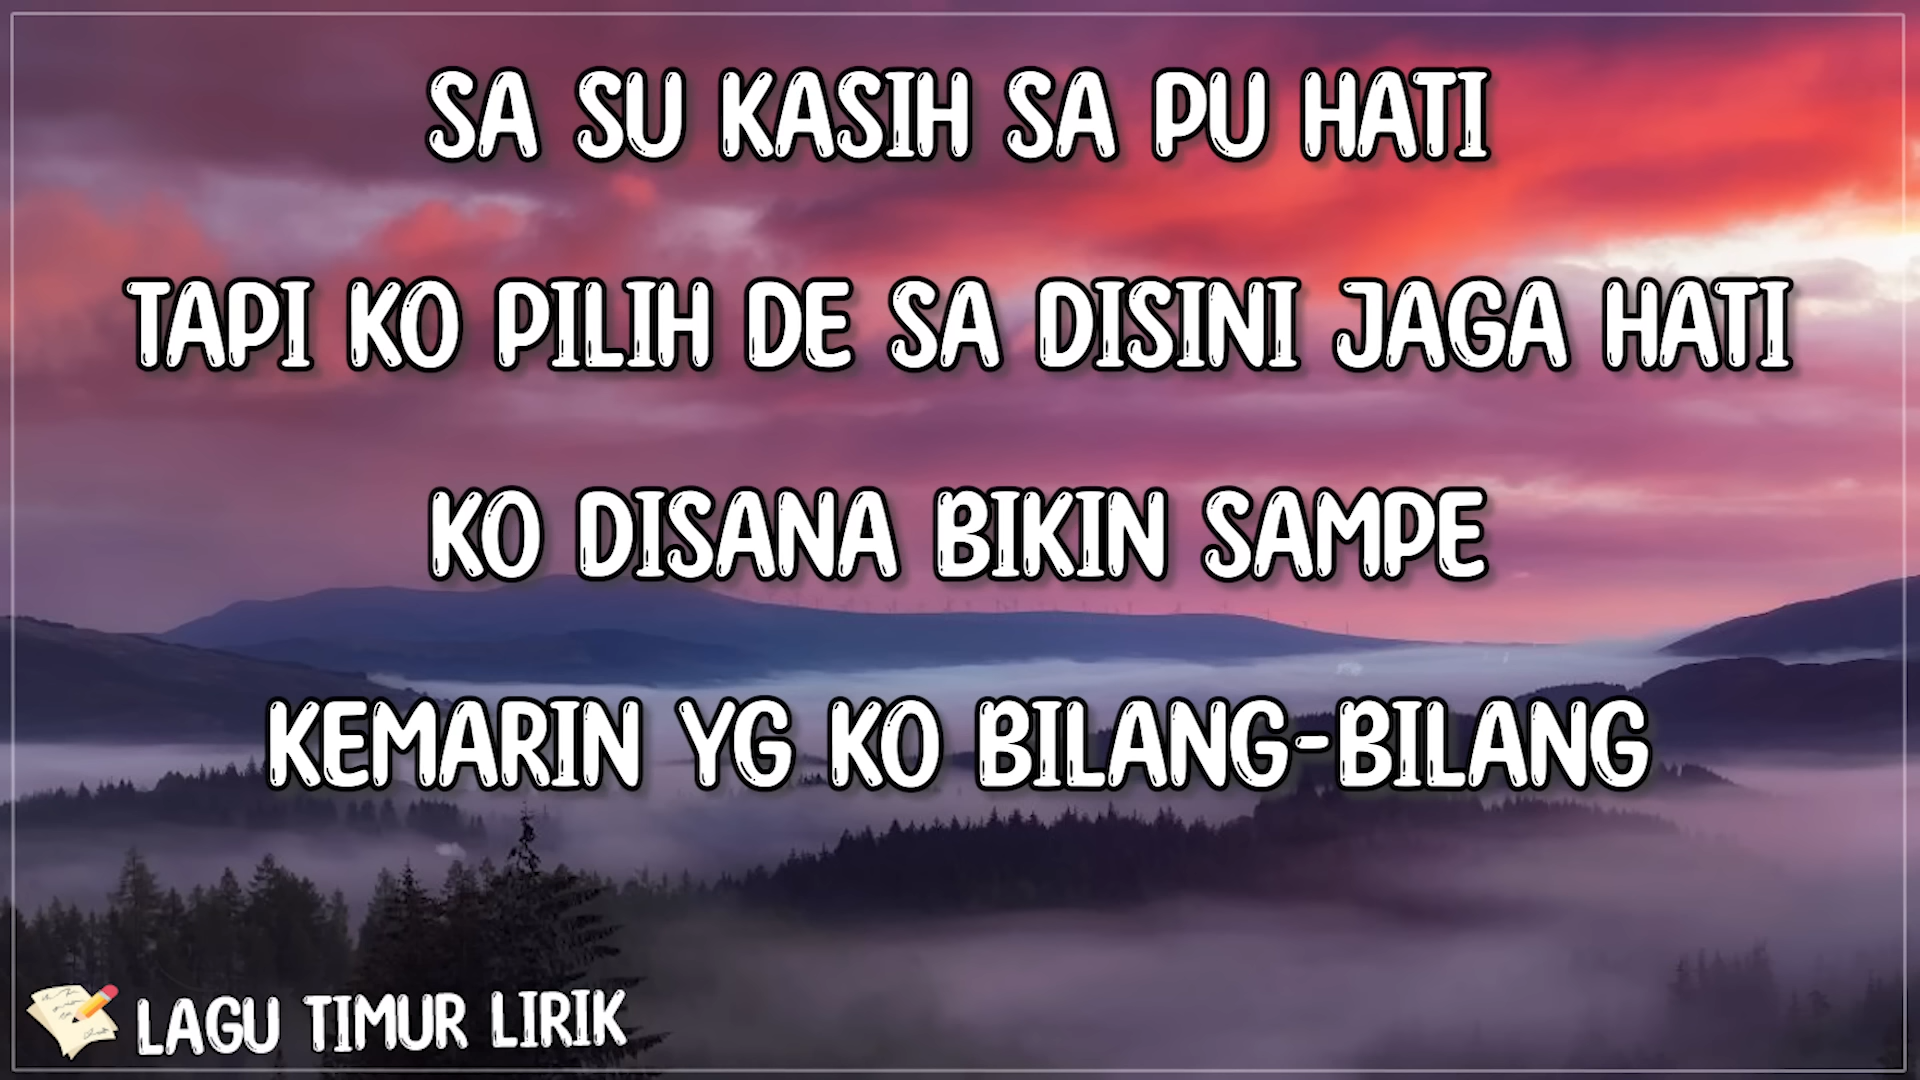 SA SU KASIH SA PU HATI
TAPI KO PILIH DE SA DISINI JAGA HATI
KO DISANA BIKIN SAMPE
KEMARIN YG KO BILANG-BILANG
LAGU TIMUR LIRIK